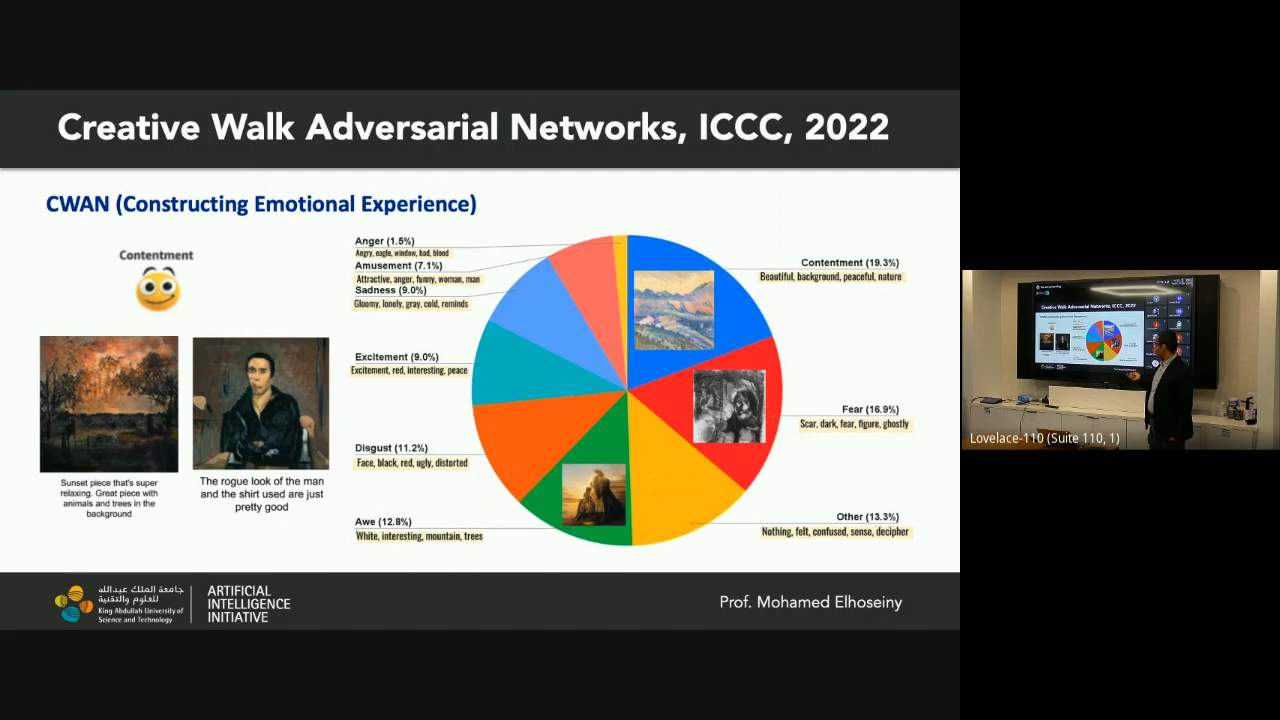 Creative Walk Adversarial Networks, ICCC, 2022
CWAN (Constructing Emotional Experience)
Contentment
Sunset piece that's super
relaxing. Great piece with
animals and trees in the
background
The rogue look of the man
and the shirt used are just
pretty good
Anger (1.5%)
Angry, eagle, window, bad, blood
Amusement (7.1%)
Attractive, anger, funny, woman, man
Sadness (9.0%)
Gloomy, lonely, gray, cold, reminds
Excitement (9.0%)
Excitement, red, interesting, peace
Disgust (11.2%)
Face, black, red, ugly, distorted
Awe (12.8%)
White, interesting, mountain, trees
Contentment (19.3%)
Beautiful, background, peaceful, nature
Fear (16.9%)
Scar, dark, fear, figure, ghostly
Other (13.3%)
Nothing, felt, confused, sense, decipher
جامعة الملك عبدالله
للعلوم والتقنية
King Abdullah University of
Science and Technology
ARTIFICIAL
INTELLIGENCE
INITIATIVE
Prof. Mohamed Elhoseiny
Creative Walk Adversarial Networks, ICCC, 2022
Lovelace-110 (Suite 110, 1)